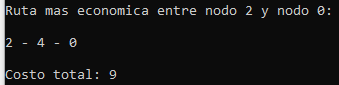 Ruta mas economica entre nodo 2 y nodo 0:
2 - 4 - 0
Costo total: 9